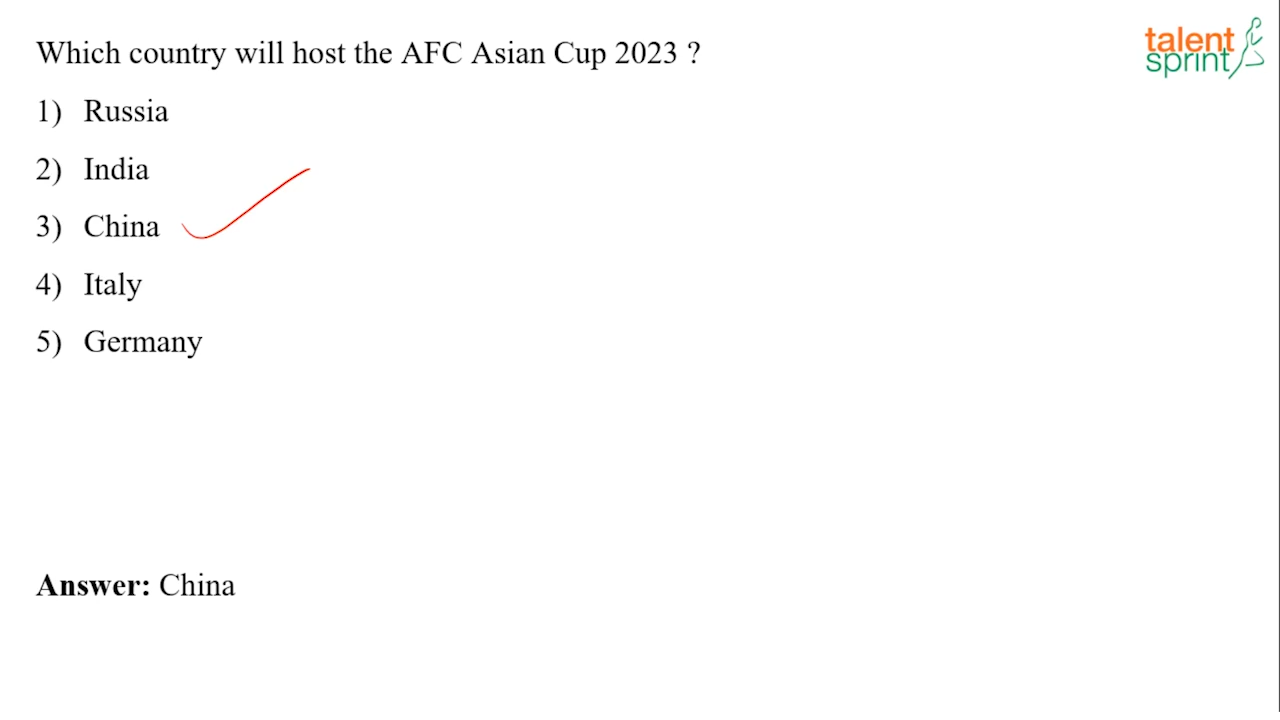 Which country will host the AFC Asian Cup 2023 ?
talent
sprint
1) Russia
2) India
3) China
4) Italy
5) Germany
Answer: China